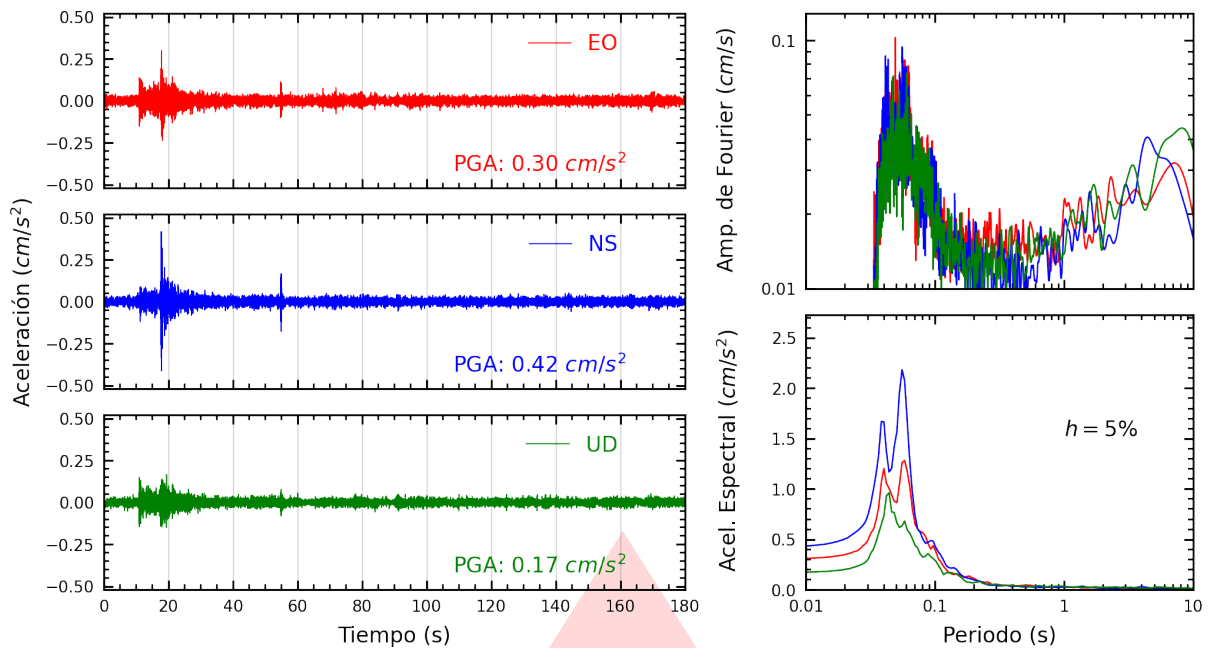 Aceleración (cm/s²)
0.50
0.25
0.00
−0.25
−0.50
EO
PGA: 0.30 cm/s²
0.50
0.25
0.00
−0.25
−0.50
NS
PGA: 0.42 cm/s²
0.50
0.25
0.00
−0.25
−0.50
UD
PGA: 0.17 cm/s²
0 20 40 60 80 100 120 140 160 180
Tiempo (s)
Amp. de Fourier (cm/s)
0.1
0.01
Acel. Espectral (cm/s²)
2.5
2.0
1.5
1.0
0.5
0.0
h = 5%
0.01 0.1 1 10
Periodo (s)